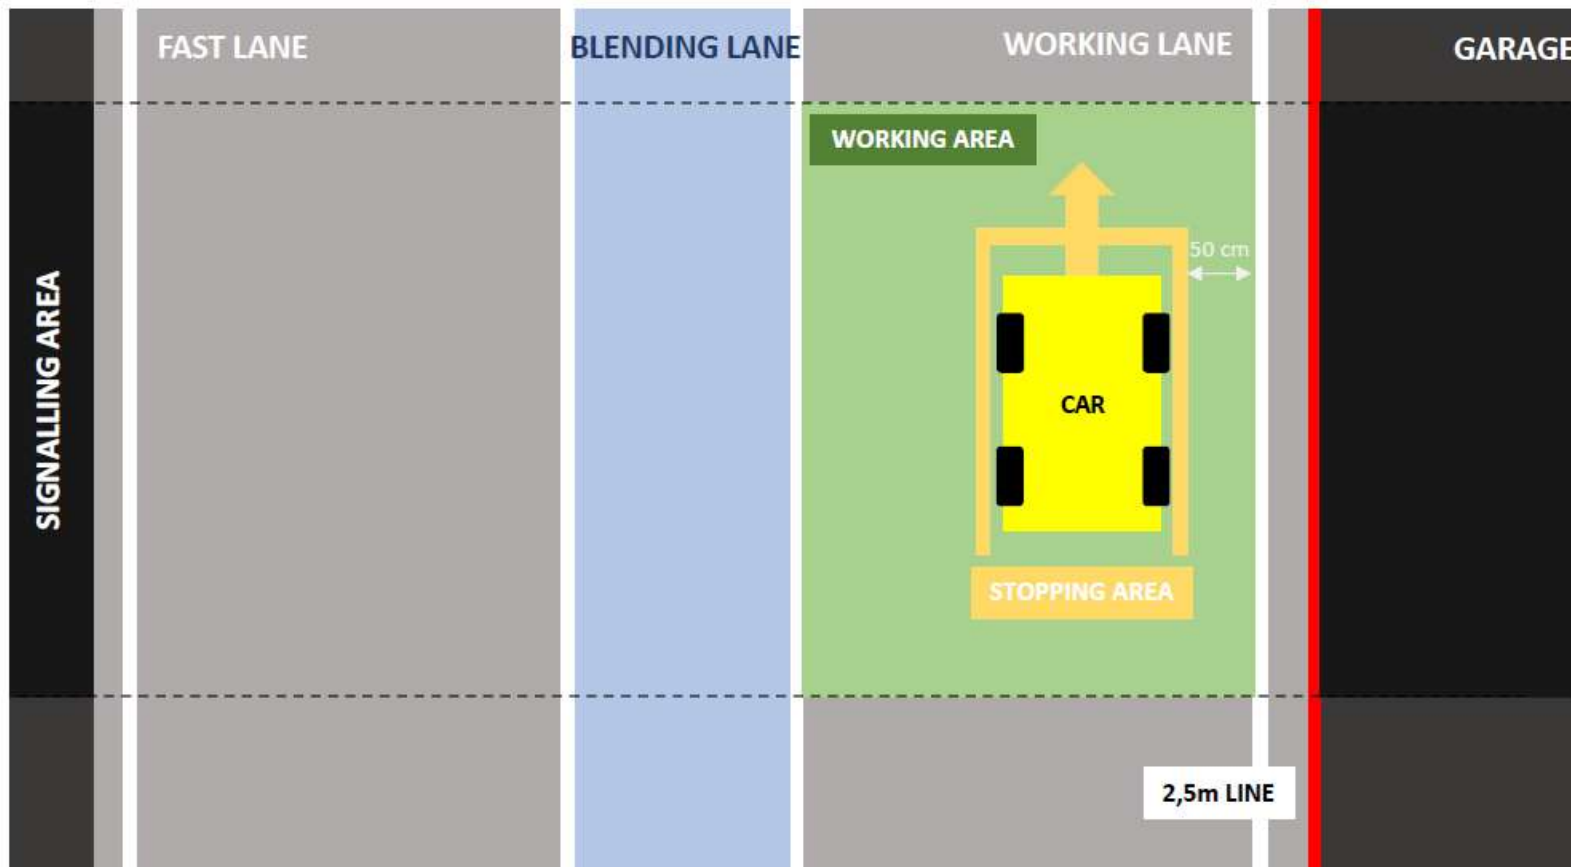 FAST LANE
BLENDING LANE
WORKING LANE
GARAGE
WORKING AREA
50 cm
SIGNALLING AREA
CAR
STOPPING AREA
2,5m LINE